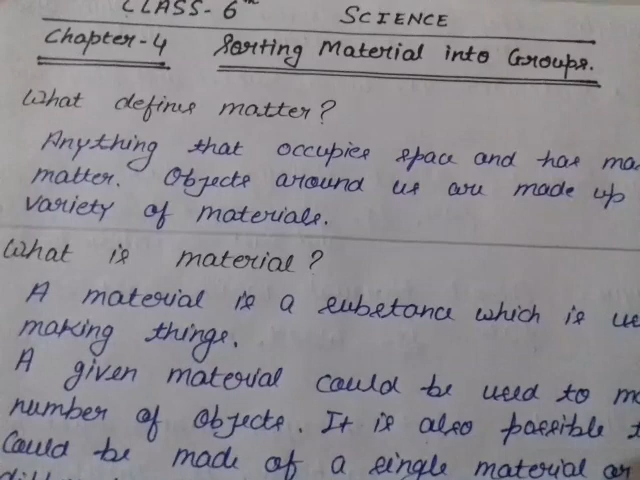 CLASS-6th SCIENCE
Chapter-4 Sorting Material into Groups.
What defines matter?
Anything that occupies space and has
matter. Objects around us are made up
variety of materials.
What is material?
A material is a substance which is
making things.
A given material could be used to
number of objects. It is also possible
could be made of a single material or